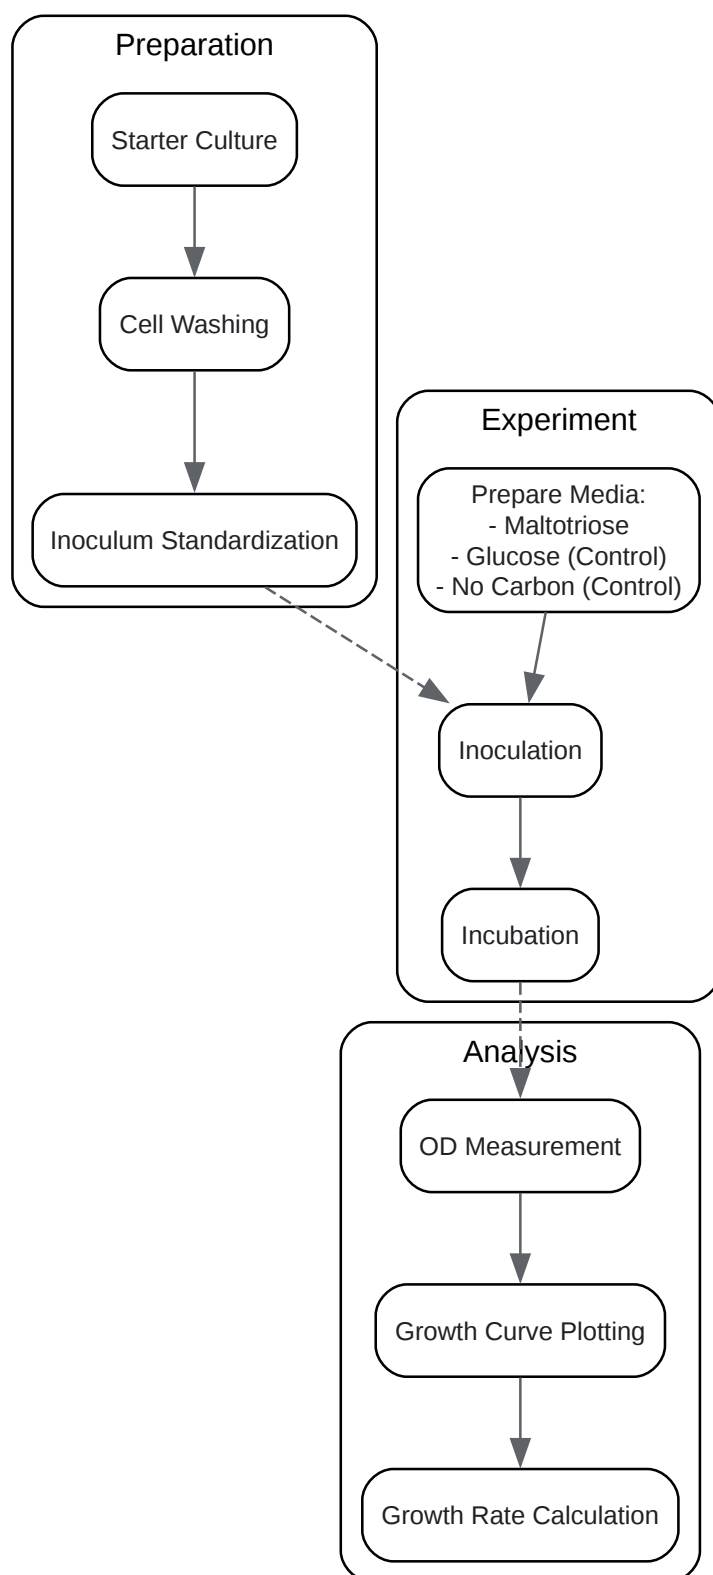 Preparation
Starter Culture
Cell Washing
Inoculum Standardization
Experiment
Prepare Media:
- Maltotriose
- Glucose (Control)
- No Carbon (Control)
Inoculation
Incubation
Analysis
OD Measurement
Growth Curve Plotting
Growth Rate Calculation